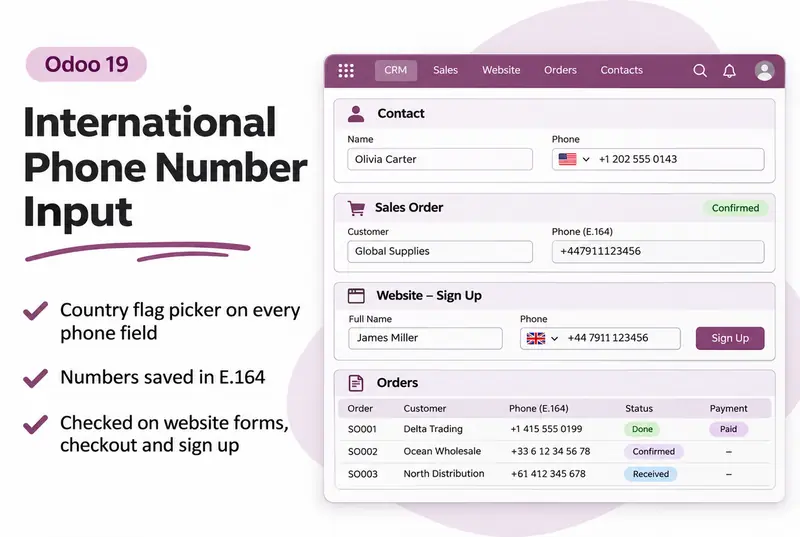 Odoo 19
International
Phone Number
Input
Country flag picker on every
phone field
Numbers saved in E.164
Checked on website forms,
checkout and sign up
CRM Sales Website Orders Contacts
Contact
Name Phone
Olivia Carter +1 202 555 0143
Sales Order Confirmed
Customer Phone (E.164)
Global Supplies +447911123456
Website – Sign Up
Full Name Phone
James Miller +44 7911 123456 Sign Up
Orders
Order Customer Phone (E.164) Status Payment
SO001 Delta Trading +1 415 555 0199 Done Paid
SO002 Ocean Wholesale +33 6 12 34 56 78 Confirmed –
SO003 North Distribution +61 412 345 678 Received –